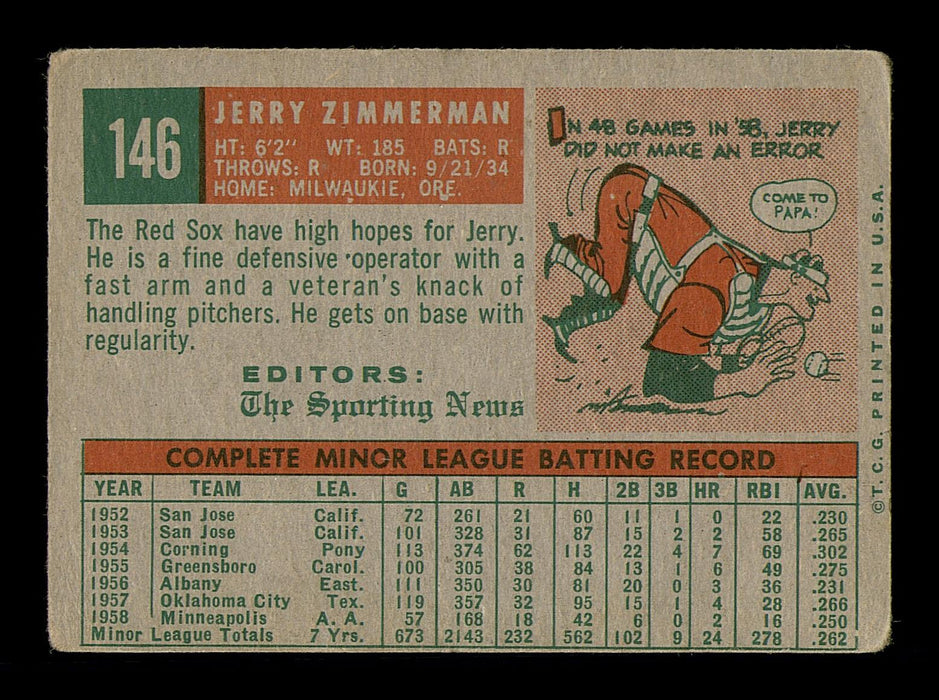 146
JERRY ZIMMERMAN
HT: 6'2" WT: 185 BATS: R
THROWS: R BORN: 9/21/34
HOME: MILWAUKIE, ORE.
The Red Sox have high hopes for Jerry.
He is a fine defensive operator with a
fast arm and a veteran's knack of
handling pitchers. He gets on base with
regularity.
EDITORS:
The Sporting News
IN 48 GAMES IN '58, JERRY
DID NOT MAKE AN ERROR
COME TO
PAPA!
COMPLETE MINOR LEAGUE BATTING RECORD
YEAR TEAM LEA. G AB R H 2B 3B HR RBI AVG.
1952 San Jose Calif. 72 261 21 60 11 1 0 22 .230
1953 San Jose Calif. 101 328 31 87 15 2 2 58 .265
1954 Corning Pony 113 374 62 113 22 4 7 69 .302
1955 Greensboro Carol. 100 305 38 84 13 1 6 49 .275
1956 Albany East. 111 350 30 81 20 0 3 36 .231
1957 Oklahoma City Tex. 119 357 32 95 15 1 4 28 .266
1958 Minneapolis A. A. 57 168 18 42 6 0 2 16 .250
Minor League Totals 7 Yrs. 673 2143 232 562 102 9 24 278 .262
©T.C.G. PRINTED IN U.S.A.